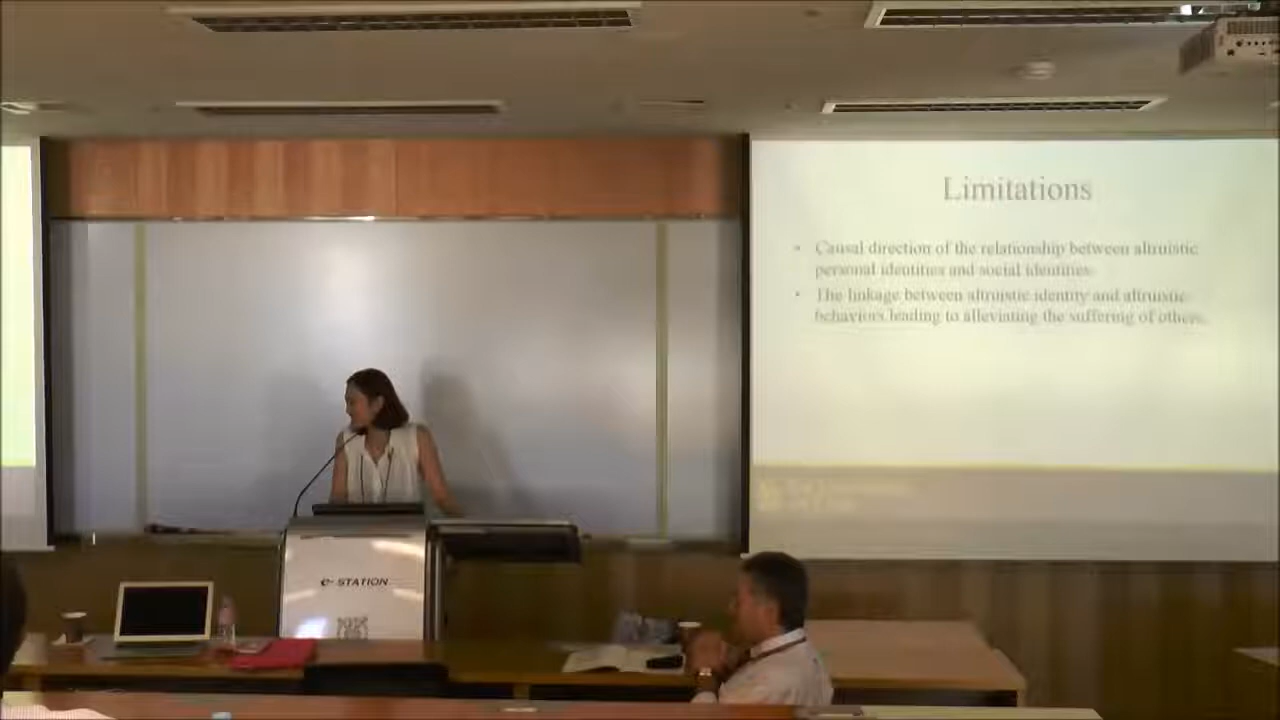 Limitations
• Causal direction of the relationship between altruistic
personal identities and social identities
• The linkage between altruistic identity and altruistic
behaviors leading to alleviating the suffering of others.
e-STATION